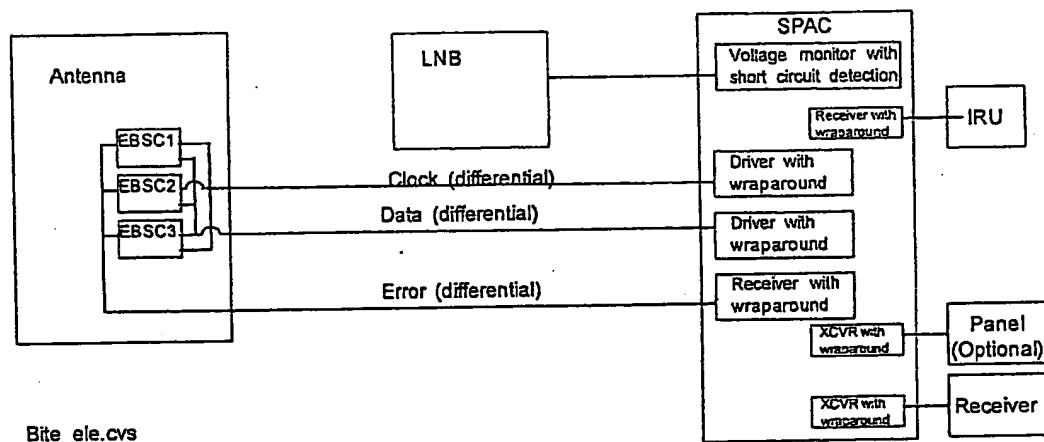 SPAC
Antenna
LNB
Voltage monitor with
short circuit detection
Receiver with
wraparound
IRU
EBSC1
EBSC2
EBSC3
Clock (differential)
Driver with
wraparound
Data (differential)
Driver with
wraparound
Error (differential)
Receiver with
wraparound
XCVR with
wraparound
Panel
(Optional)
XCVR with
wraparound
Receiver
Bite ele.cvs